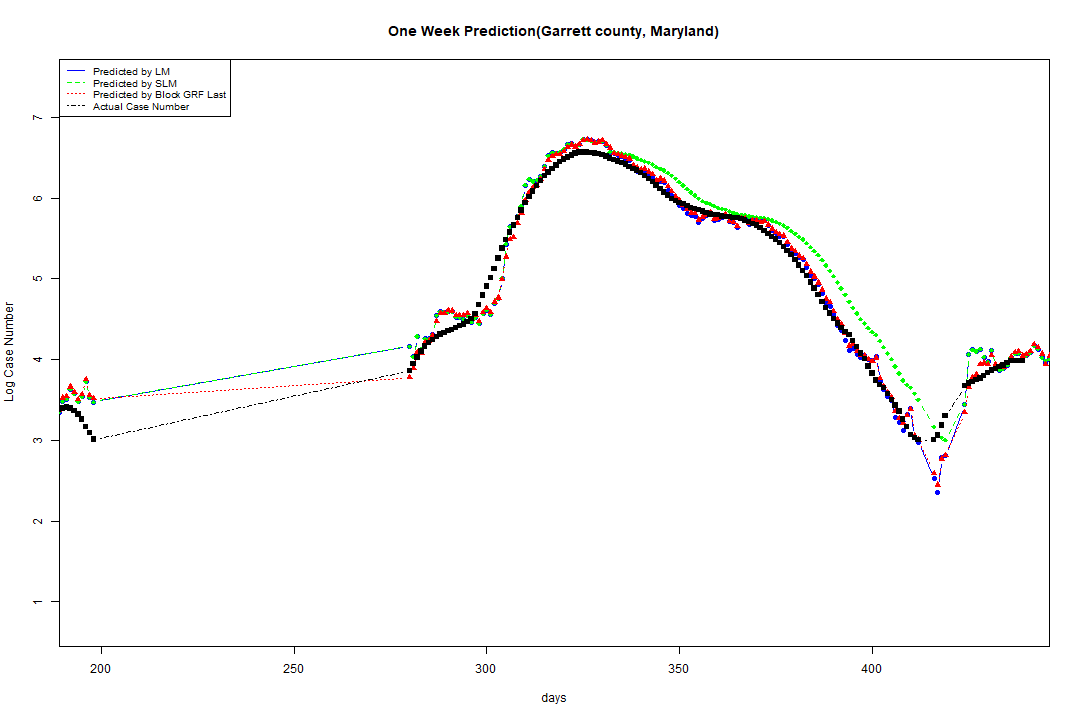 One Week Prediction(Garrett county, Maryland)
Predicted by LM
Predicted by SLM
Predicted by Block GRF Last
Actual Case Number
7
6
5
4
3
2
1
Log Case Number
200 250 300 350 400
days